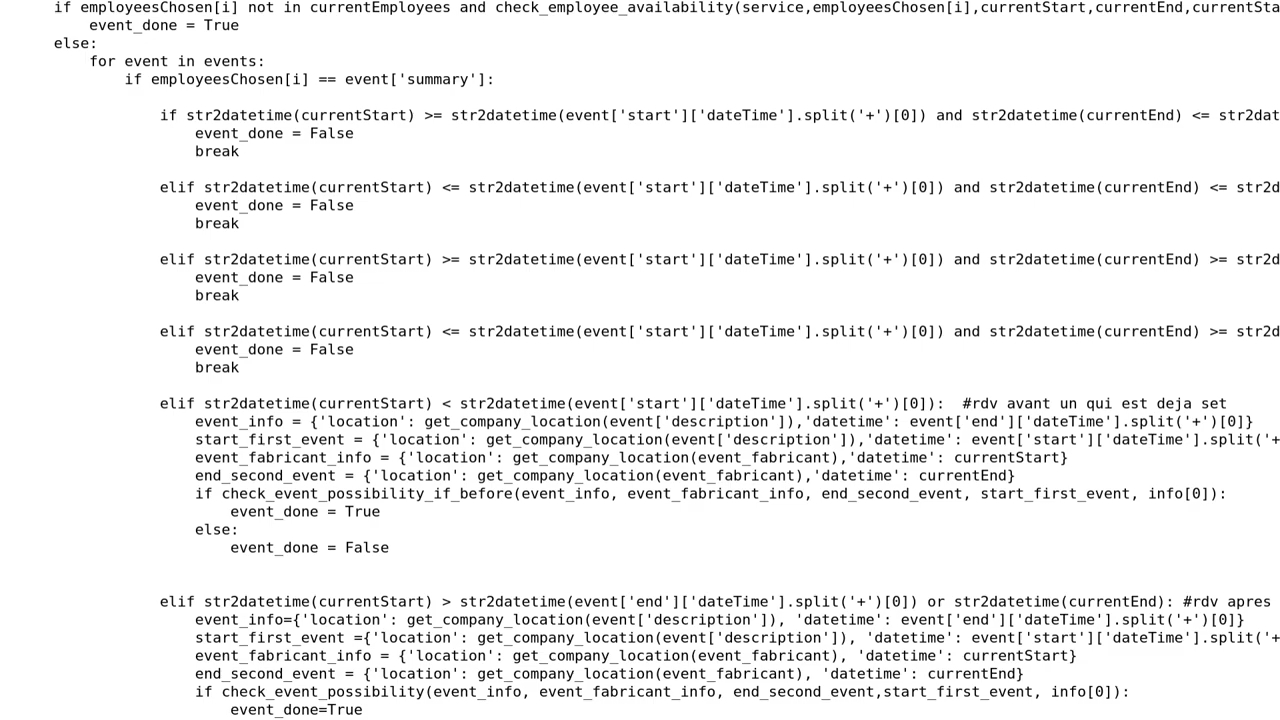 if employeesChosen[i] not in currentEmployees and check_employee_availability(service,employeesChosen[i],currentStart,currentEnd,currentSta
event_done = True
else:
for event in events:
if employeesChosen[i] == event['summary']:
if str2datetime(currentStart) >= str2datetime(event['start']['dateTime'].split('+')[0]) and str2datetime(currentEnd) <= str2dat
event_done = False
break
elif str2datetime(currentStart) <= str2datetime(event['start']['dateTime'].split('+')[0]) and str2datetime(currentEnd) <= str2d
event_done = False
break
elif str2datetime(currentStart) >= str2datetime(event['start']['dateTime'].split('+')[0]) and str2datetime(currentEnd) >= str2d
event_done = False
break
elif str2datetime(currentStart) <= str2datetime(event['start']['dateTime'].split('+')[0]) and str2datetime(currentEnd) >= str2d
event_done = False
break
elif str2datetime(currentStart) < str2datetime(event['start']['dateTime'].split('+')[0]):  #rdv avant un qui est deja set
event_info = {'location': get_company_location(event['description']),'datetime': event['end']['dateTime'].split('+')[0]}
start_first_event = {'location': get_company_location(event['description']),'datetime': event['start']['dateTime'].split('+
event_fabricant_info = {'location': get_company_location(event_fabricant),'datetime': currentStart}
end_second_event = {'location': get_company_location(event_fabricant),'datetime': currentEnd}
if check_event_possibility_if_before(event_info, event_fabricant_info, end_second_event, start_first_event, info[0]):
event_done = True
else:
event_done = False
elif str2datetime(currentStart) > str2datetime(event['end']['dateTime'].split('+')[0]) or str2datetime(currentEnd): #rdv apres
event_info={'location': get_company_location(event['description']), 'datetime': event['end']['dateTime'].split('+')[0]}
start_first_event ={'location': get_company_location(event['description']), 'datetime': event['start']['dateTime'].split('+
event_fabricant_info = {'location': get_company_location(event_fabricant), 'datetime': currentStart}
end_second_event = {'location': get_company_location(event_fabricant), 'datetime': currentEnd}
if check_event_possibility(event_info, event_fabricant_info, end_second_event,start_first_event, info[0]):
event_done=True